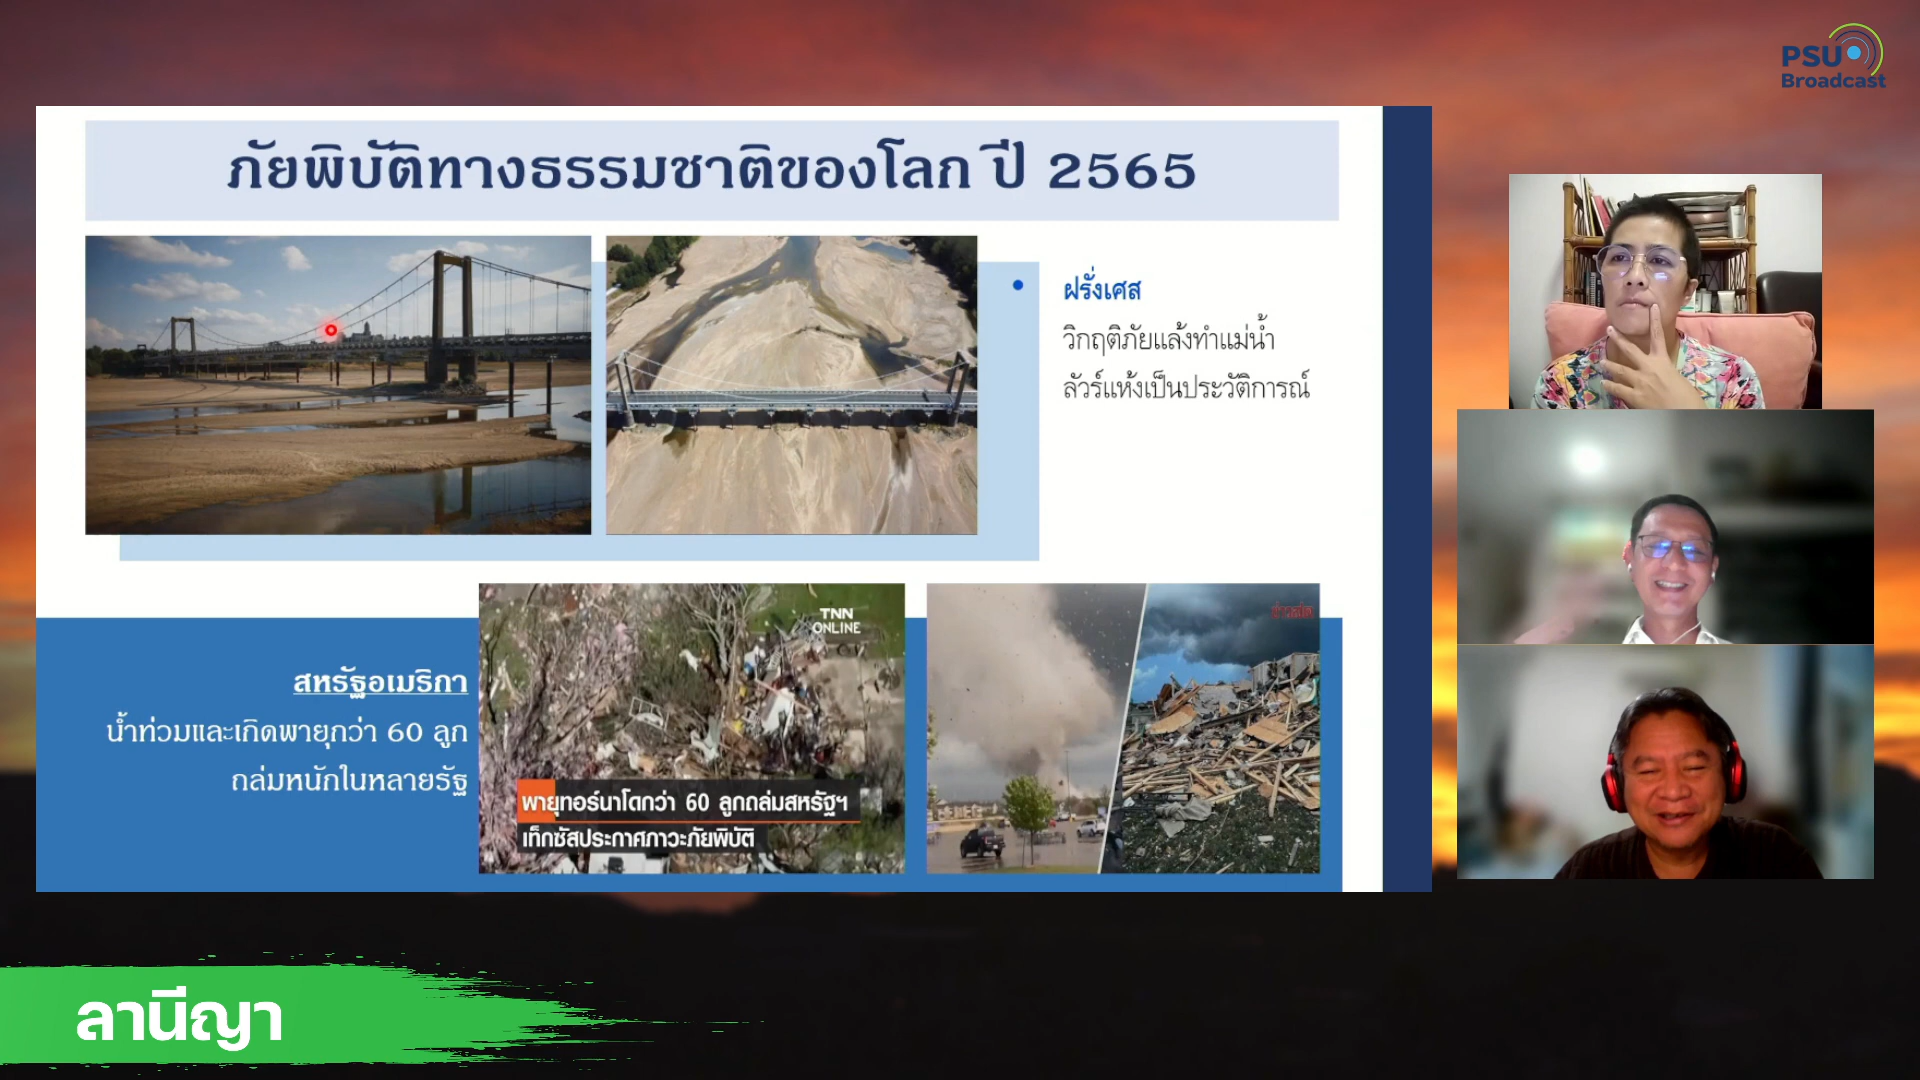 PSU
Broadcast
ภัยพิบัติทางธรรมชาติของโลก ปี 2565
ฝรั่งเศส
วิกฤติภัยแล้งทำแม่น้ำ
ลัวร์แห้งเป็นประวัติการณ์
สหรัฐอเมริกา
น้ำท่วมและเกิดพายุกว่า 60 ลูก
ถล่มหนักในหลายรัฐ
TNN
ONLINE
พายุทอร์นาโดกว่า 60 ลูกถล่มสหรัฐฯ
เท็กซัสประกาศภาวะภัยพิบัติ
ข่าวสด
ลานีญา